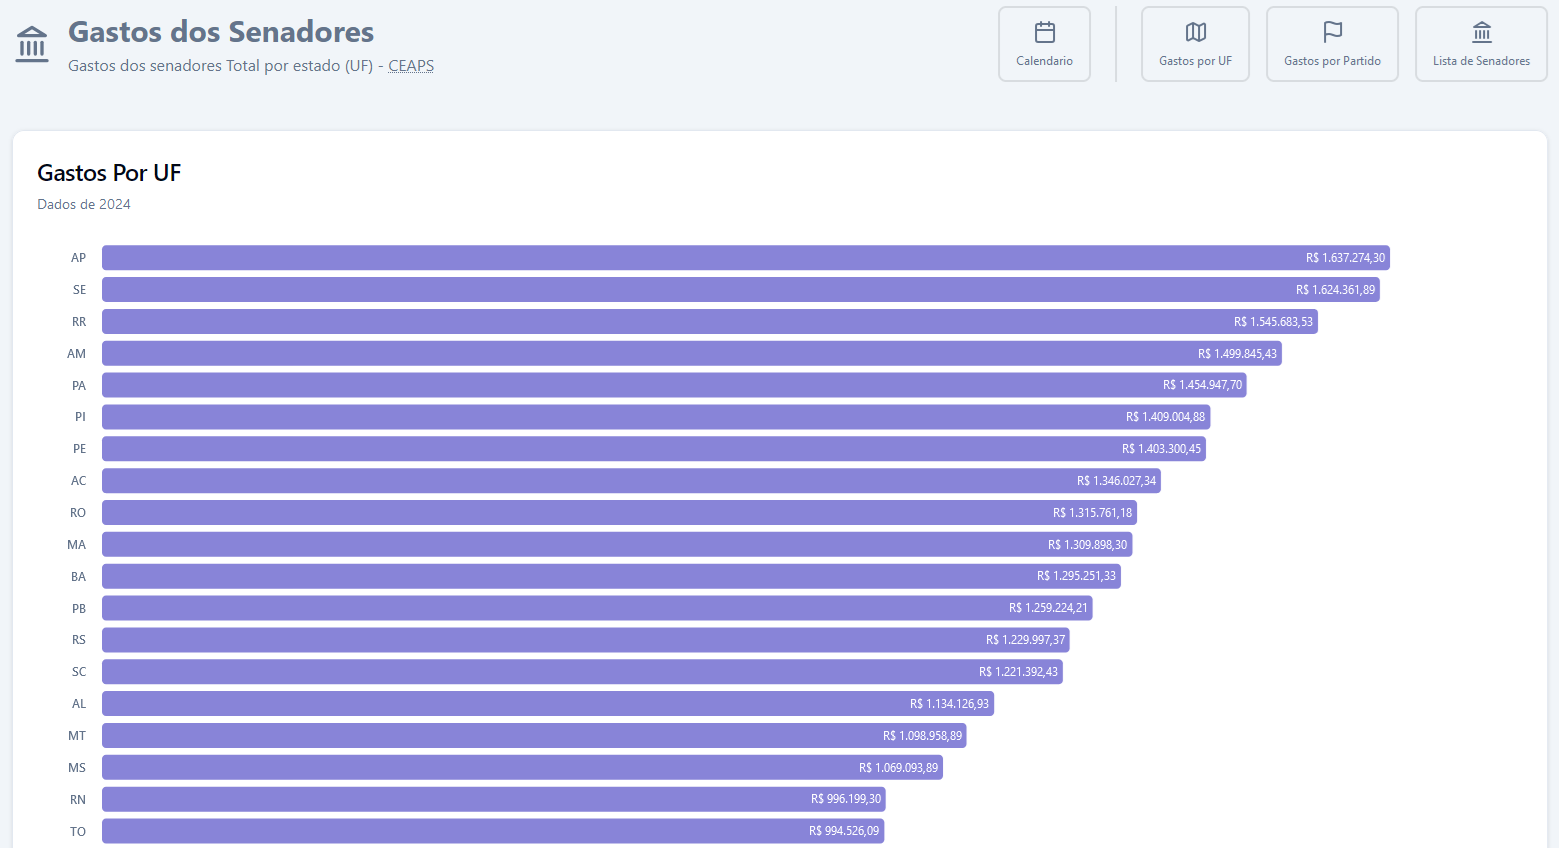 Gastos dos Senadores
Gastos dos senadores Total por estado (UF) - CEAPS
Calendario
Gastos por UF
Gastos por Partido
Lista de Senadores
Gastos Por UF
Dados de 2024
AP R$ 1.637.274,30
SE R$ 1.624.361,89
RR R$ 1.545.683,53
AM R$ 1.499.845,43
PA R$ 1.454.947,70
PI R$ 1.409.004,88
PE R$ 1.403.300,45
AC R$ 1.346.027,34
RO R$ 1.315.761,18
MA R$ 1.309.898,30
BA R$ 1.295.251,33
PB R$ 1.259.224,21
RS R$ 1.229.997,37
SC R$ 1.221.392,43
AL R$ 1.134.126,93
MT R$ 1.098.958,89
MS R$ 1.069.093,89
RN R$ 996.199,30
TO R$ 994.526,09